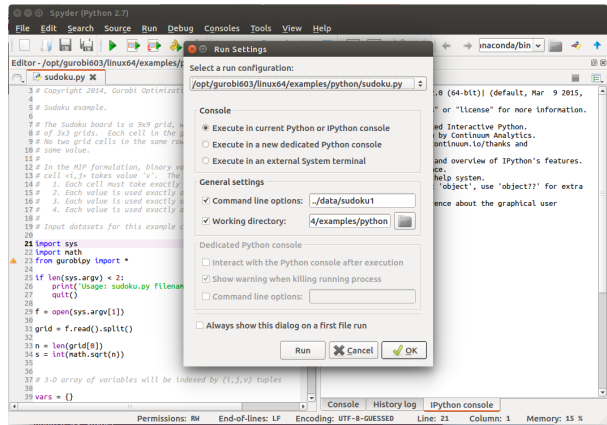 Spyder (Python 2.7)
File Edit Search Source Run Debug Consoles Tools View Help
naconda/bin
Editor - /opt/gurobi603/linux64/examples/p
sudoku.py
3 # Copyright 2014, Gurobi Optimizati
4
5 # Sudoku example.
6
7 # The Sudoku board is a 9x9 grid, w
8 # of 3x3 grids. Each cell in the g
9 # No two grid cells in the same row
10 # same value.
11 #
12 # In the MIP formulation, binary va
13 # cell <i,j> takes value 'v'. The
14 # 1. Each cell must take exactly
15 # 2. Each value is used exactly o
16 # 3. Each value is used exactly o
17 # 4. Each value is used exactly o
18 #
19 # Input datasets for this example c
20
21 import sys
22 import math
23 from gurobipy import *
24
25 if len(sys.argv) < 2:
26 print('Usage: sudoku.py filenam
27 quit()
28
29 f = open(sys.argv[1])
30
31 grid = f.read().split()
32
33 n = len(grid[0])
34 s = int(math.sqrt(n))
35
36
37 # 3-D array of variables will be indexed by (i,j,v) tuples
38
39 vars = {}
Run Settings
Select a run configuration:
/opt/gurobi603/linux64/examples/python/sudoku.py
Console
Execute in current Python or IPython console
Execute in a new dedicated Python console
Execute in an external System terminal
General settings
Command line options: ../data/sudoku1
Working directory: 4/examples/python
Dedicated Python console
Interact with the Python console after execution
Show warning when killing running process
Command line options:
Always show this dialog on a first file run
Run Cancel OK
.0 (64-bit)| (default, Mar 9 2015,
" or "license" for more information.
ed Interactive Python.
by Continuum Analytics.
ontinuum.io/thanks and
and overview of IPython's features.
ce.
help system.
'object', use 'object??' for extra
rence about the graphical user
Console History log IPython console
Permissions: RW End-of-lines: LF Encoding: UTF-8-GUESSED Line: 21 Column: 1 Memory: 15 %